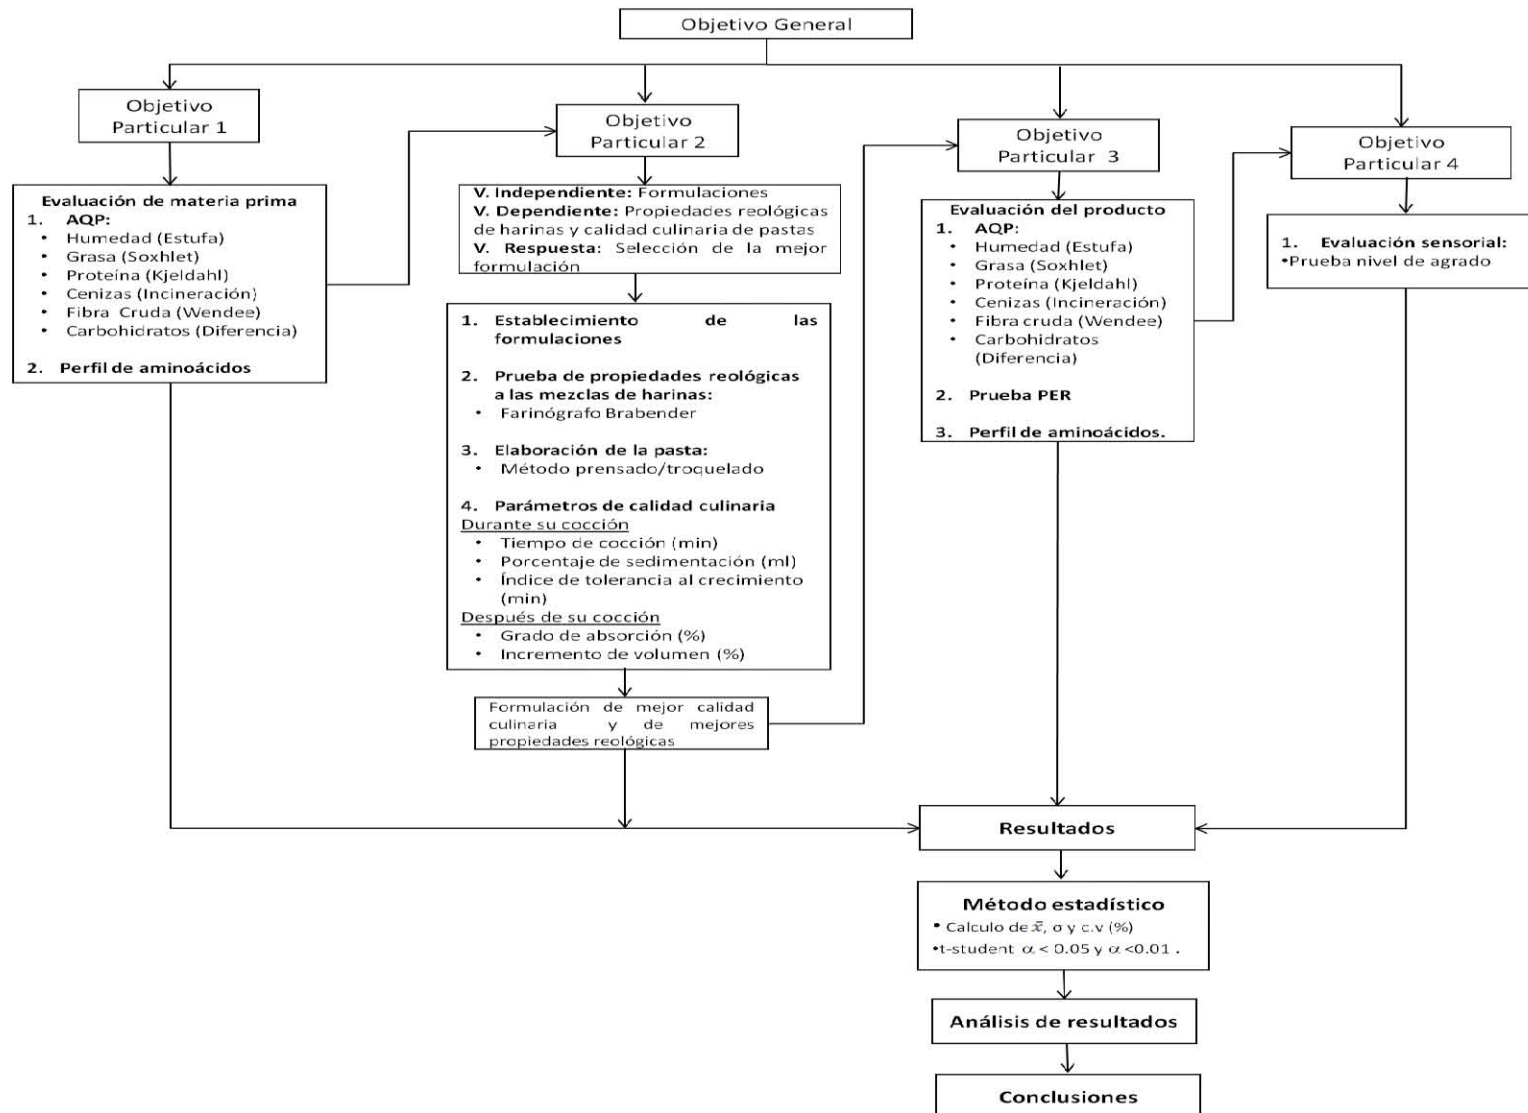 Objetivo General
Objetivo
Particular 1
Objetivo
Particular 2
Objetivo
Particular 3
Objetivo
Particular 4
Evaluación de materia prima
1. AQP:
• Humedad (Estufa)
• Grasa (Soxhlet)
• Proteína (Kjeldahl)
• Cenizas (Incineración)
• Fibra Cruda (Wendee)
• Carbohidratos (Diferencia)
2. Perfil de aminoácidos
V. Independiente: Formulaciones
V. Dependiente: Propiedades reológicas
de harinas y calidad culinaria de pastas
V. Respuesta: Selección de la mejor
formulación
1. Establecimiento de las
formulaciones
2. Prueba de propiedades reológicas
a las mezclas de harinas:
• Farinógrafo Brabender
3. Elaboración de la pasta:
• Método prensado/troquelado
4. Parámetros de calidad culinaria
Durante su cocción
• Tiempo de cocción (min)
• Porcentaje de sedimentación (ml)
• Índice de tolerancia al crecimiento
(min)
Después de su cocción
• Grado de absorción (%)
• Incremento de volumen (%)
Formulación de mejor calidad
culinaria y de mejores
propiedades reológicas
Evaluación del producto
1. AQP:
• Humedad (Estufa)
• Grasa (Soxhlet)
• Proteína (Kjeldahl)
• Cenizas (Incineración)
• Fibra cruda (Wendee)
• Carbohidratos
(Diferencia)
2. Prueba PER
3. Perfil de aminoácidos.
1. Evaluación sensorial:
•Prueba nivel de agrado
Resultados
Método estadístico
• Calculo de x̄, σ y c.v (%)
•t-student α < 0.05 y α <0.01 .
Análisis de resultados
Conclusiones